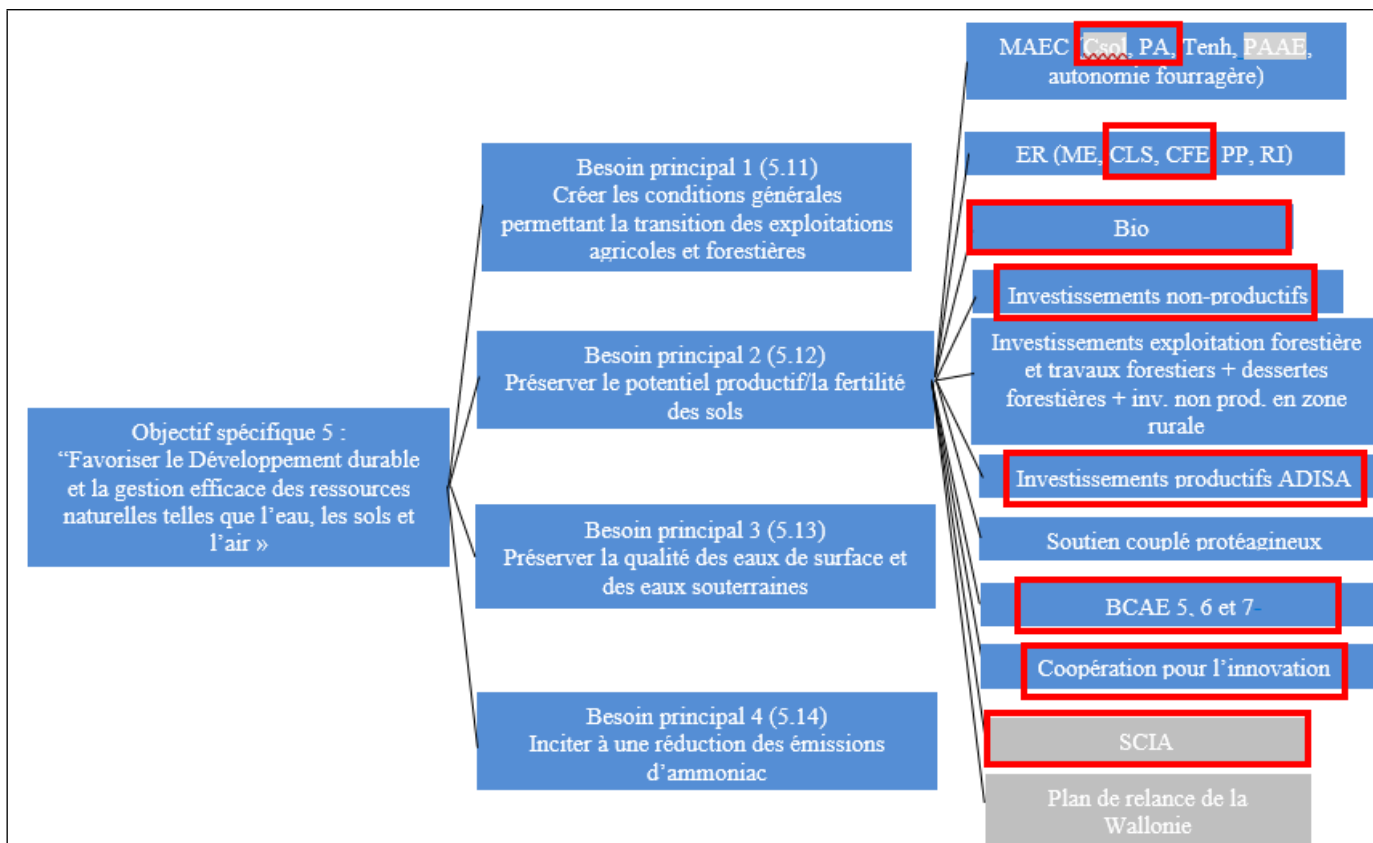 Objectif spécifique 5 :
“Favoriser le Développement durable
et la gestion efficace des ressources
naturelles telles que l’eau, les sols et
l’air »
Besoin principal 1 (5.11)
Créer les conditions générales
permettant la transition des exploitations
agricoles et forestières
Besoin principal 2 (5.12)
Préserver le potentiel productif/la fertilité
des sols
Besoin principal 3 (5.13)
Préserver la qualité des eaux de surface et
des eaux souterraines
Besoin principal 4 (5.14)
Inciter à une réduction des émissions
d’ammoniac
MAEC (Csol, PA, Tenh, PAAE,
autonomie fourragère)
ER (ME, CLS, CFE, PP, RI)
Bio
Investissements non-productifs
Investissements exploitation forestière
et travaux forestiers + dessertes
forestières + inv. non prod. en zone
rurale
Investissements productifs ADISA
Soutien couplé protéagineux
BCAE 5, 6 et 7-
Coopération pour l’innovation
SCIA
Plan de relance de la
Wallonie